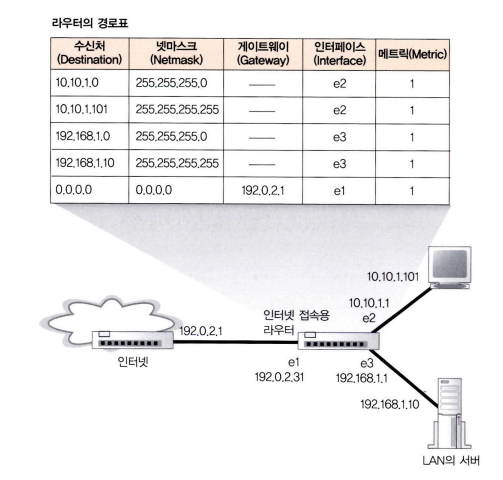 라우터의 경로표
수신처 넷마스크 게이트웨이 인터페이스 메트릭(Metric)
(Destination) (Netmask) (Gateway) (Interface)
10.10.1.0 255.255.255.0 —— e2 1
10.10.1.101 255.255.255.255 —— e2 1
192.168.1.0 255.255.255.0 —— e3 1
192.168.1.10 255.255.255.255 —— e3 1
0.0.0.0 0.0.0.0 192.0.2.1 e1 1
10.10.1.101
10.10.1.1
e2
인터넷 접속용
라우터
192.0.2.1
인터넷
e1
192.0.2.31
e3
192.168.1.1
192.168.1.10
LAN의 서버